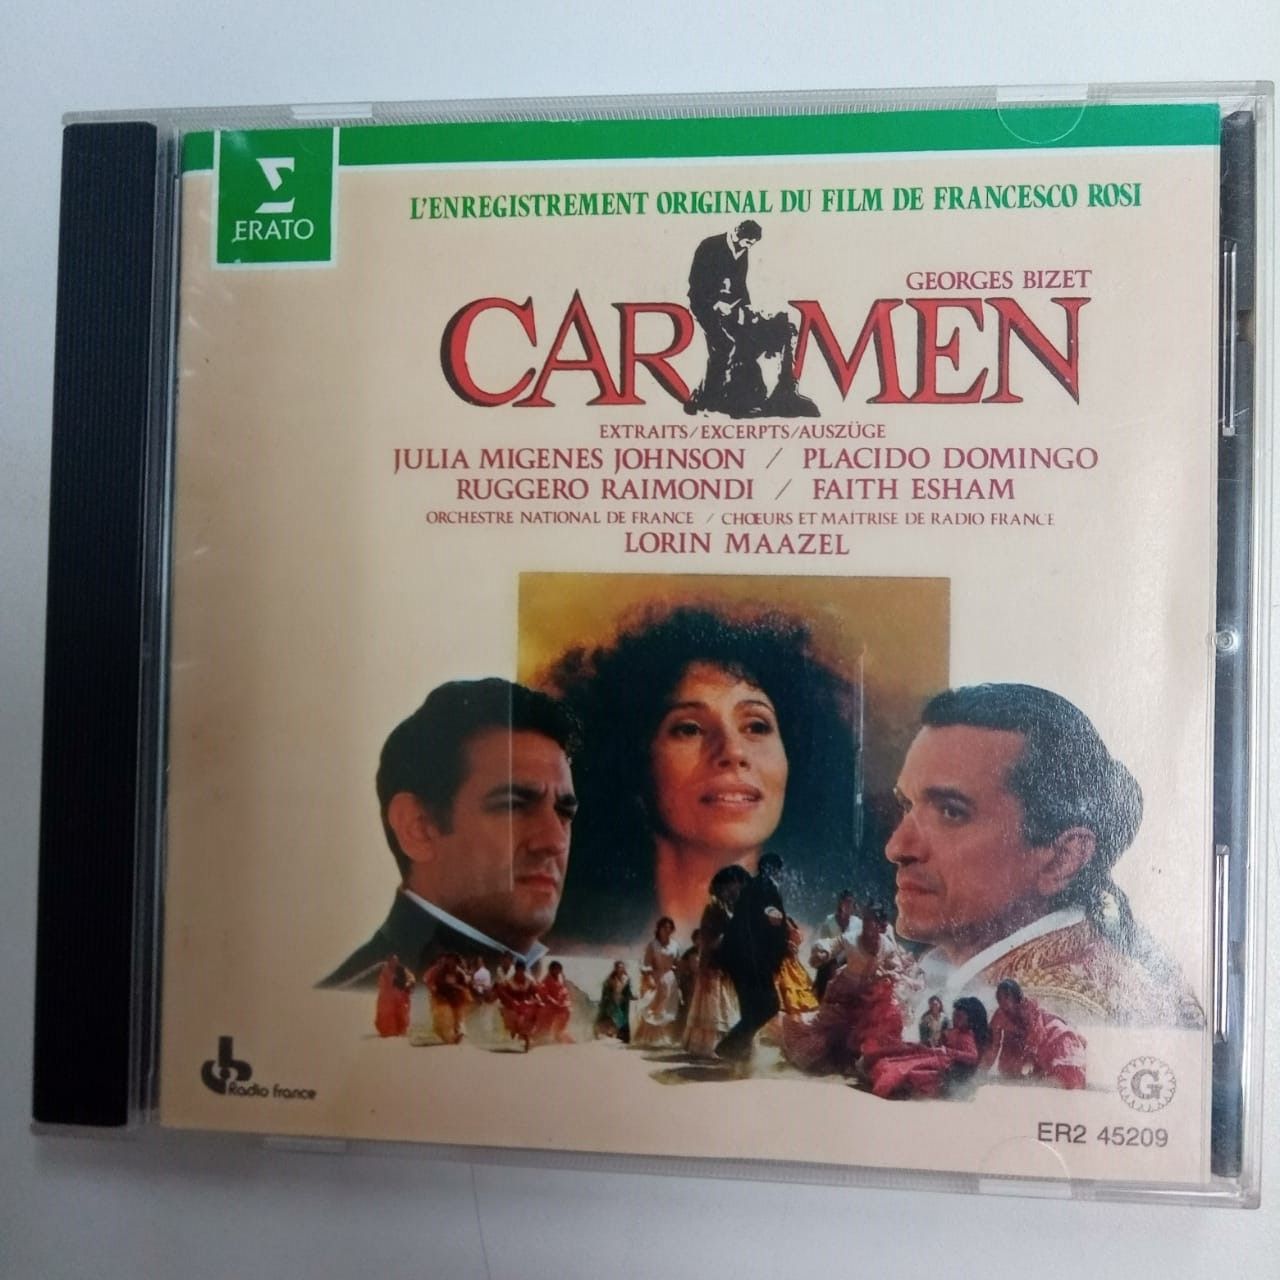 ERATO
L'ENREGISTREMENT ORIGINAL DU FILM DE FRANCESCO ROSI
GEORGES BIZET
CARMEN
EXTRAITS/EXCERPTS/AUSZÜGE
JULIA MIGENES JOHNSON / PLACIDO DOMINGO
RUGGERO RAIMONDI / FAITH ESHAM
ORCHESTRE NATIONAL DE FRANCE / CHŒURS ET MAÎTRISE DE RADIO FRANCE
LORIN MAAZEL
Radio france
G
ER2 45209